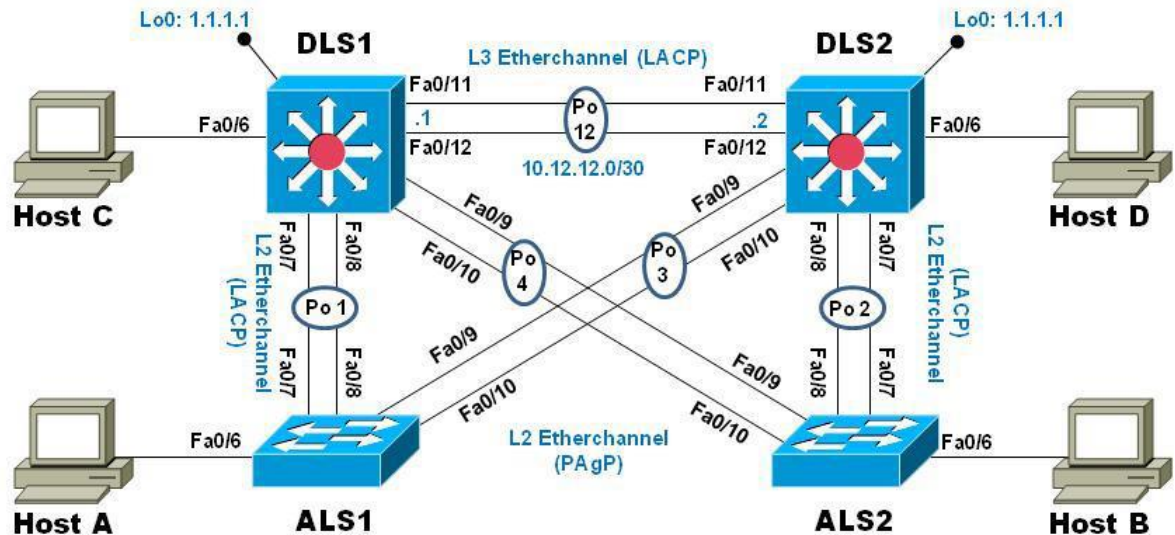 Lo0: 1.1.1.1
Lo0: 1.1.1.1
DLS1
DLS2
L3 Etherchannel (LACP)
Fa0/11
Fa0/11
Fa0/6
.1
Po
12
.2
Fa0/6
Fa0/12
Fa0/12
10.12.12.0/30
Host C
Host D
Fa0/9
Fa0/9
Fa0/10
Fa0/10
Fa0/7
Fa0/8
Po
4
Po
3
Fa0/8
Fa0/7
L2 Etherchannel
(LACP)
Po 1
Po 2
L2 Etherchannel
(LACP)
Fa0/7
Fa0/8
Fa0/9
Fa0/10
Fa0/9
Fa0/10
Fa0/8
Fa0/7
Fa0/6
L2 Etherchannel
(PAgP)
Fa0/6
Host A
ALS1
ALS2
Host B